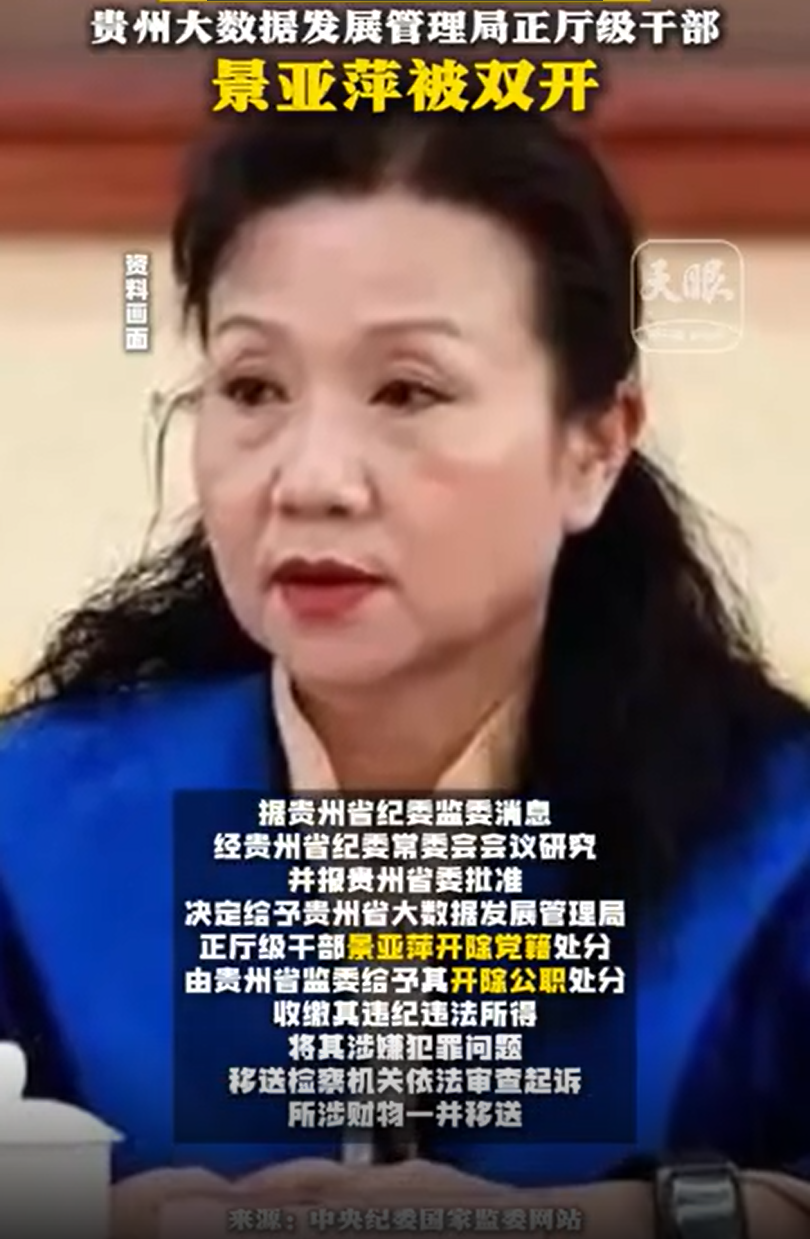 贵州大数据发展管理局正厅级干部
景亚萍被双开
资料画面
天眼
据贵州省纪委监委消息
经贵州省纪委常委会会议研究
并报贵州省委批准
决定给予贵州省大数据发展管理局
正厅级干部景亚萍开除党籍处分
由贵州省监委给予其开除公职处分
收缴其违纪违法所得
将其涉嫌犯罪问题
移送检察机关依法审查起诉
所涉财物一并移送
来源：中央纪委国家监委网站